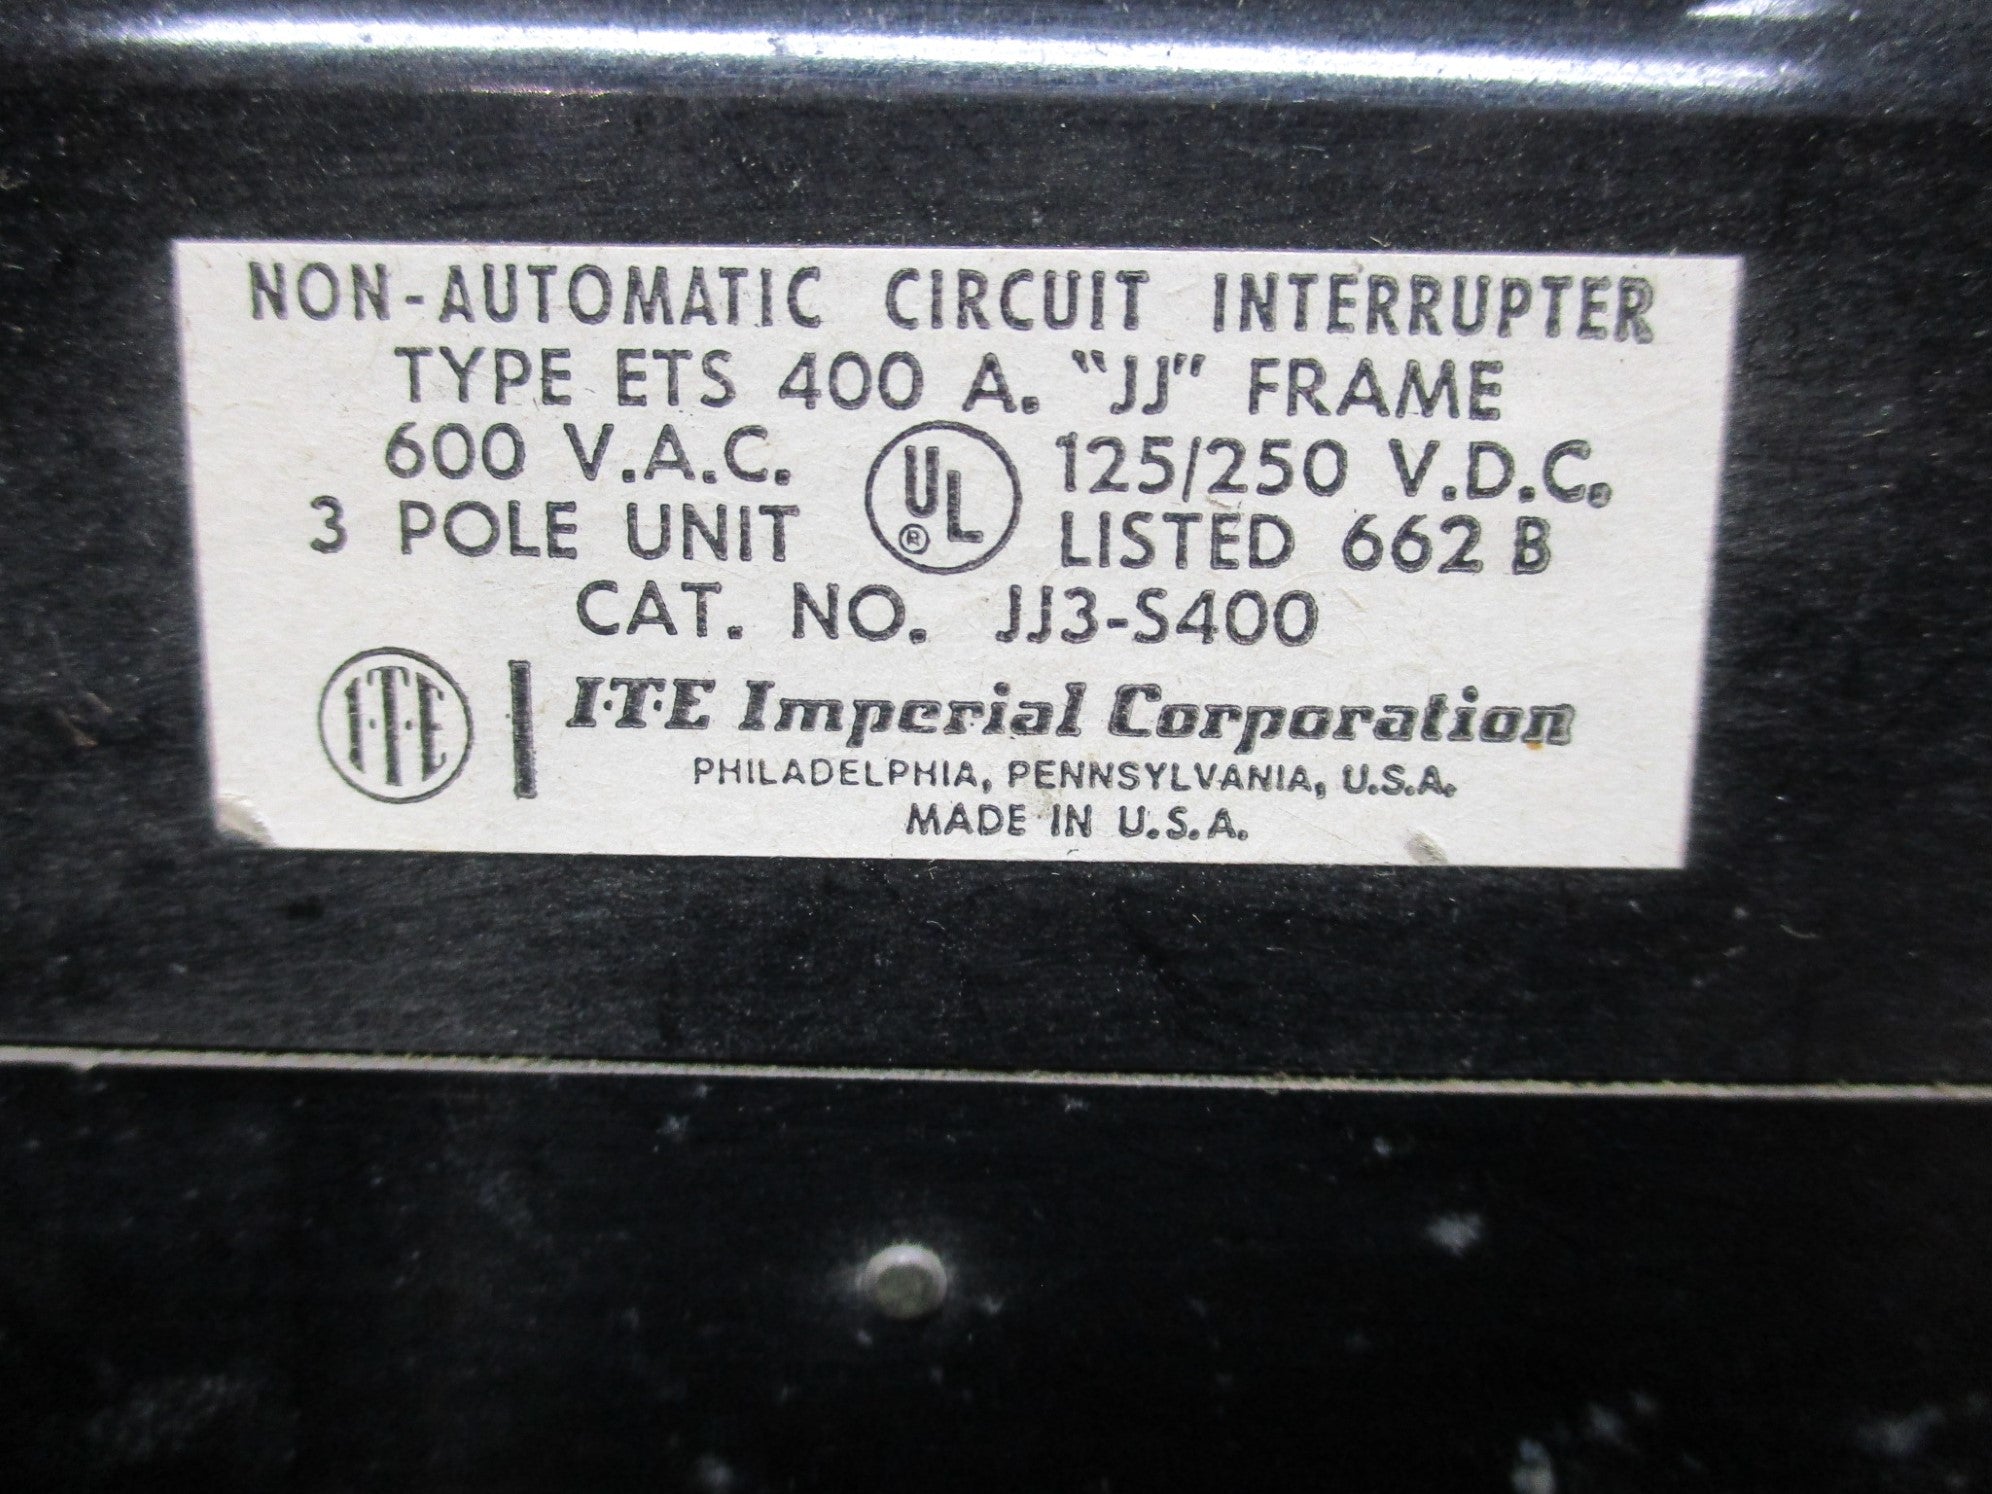 NON-AUTOMATIC CIRCUIT INTERRUPTER
TYPE ETS 400 A. "JJ" FRAME
600 V.A.C. UL ® 125/250 V.D.C.
3 POLE UNIT LISTED 662 B
CAT. NO. JJ3-S400
I·T·E I·T·E Imperial Corporation
PHILADELPHIA, PENNSYLVANIA, U.S.A.
MADE IN U.S.A.